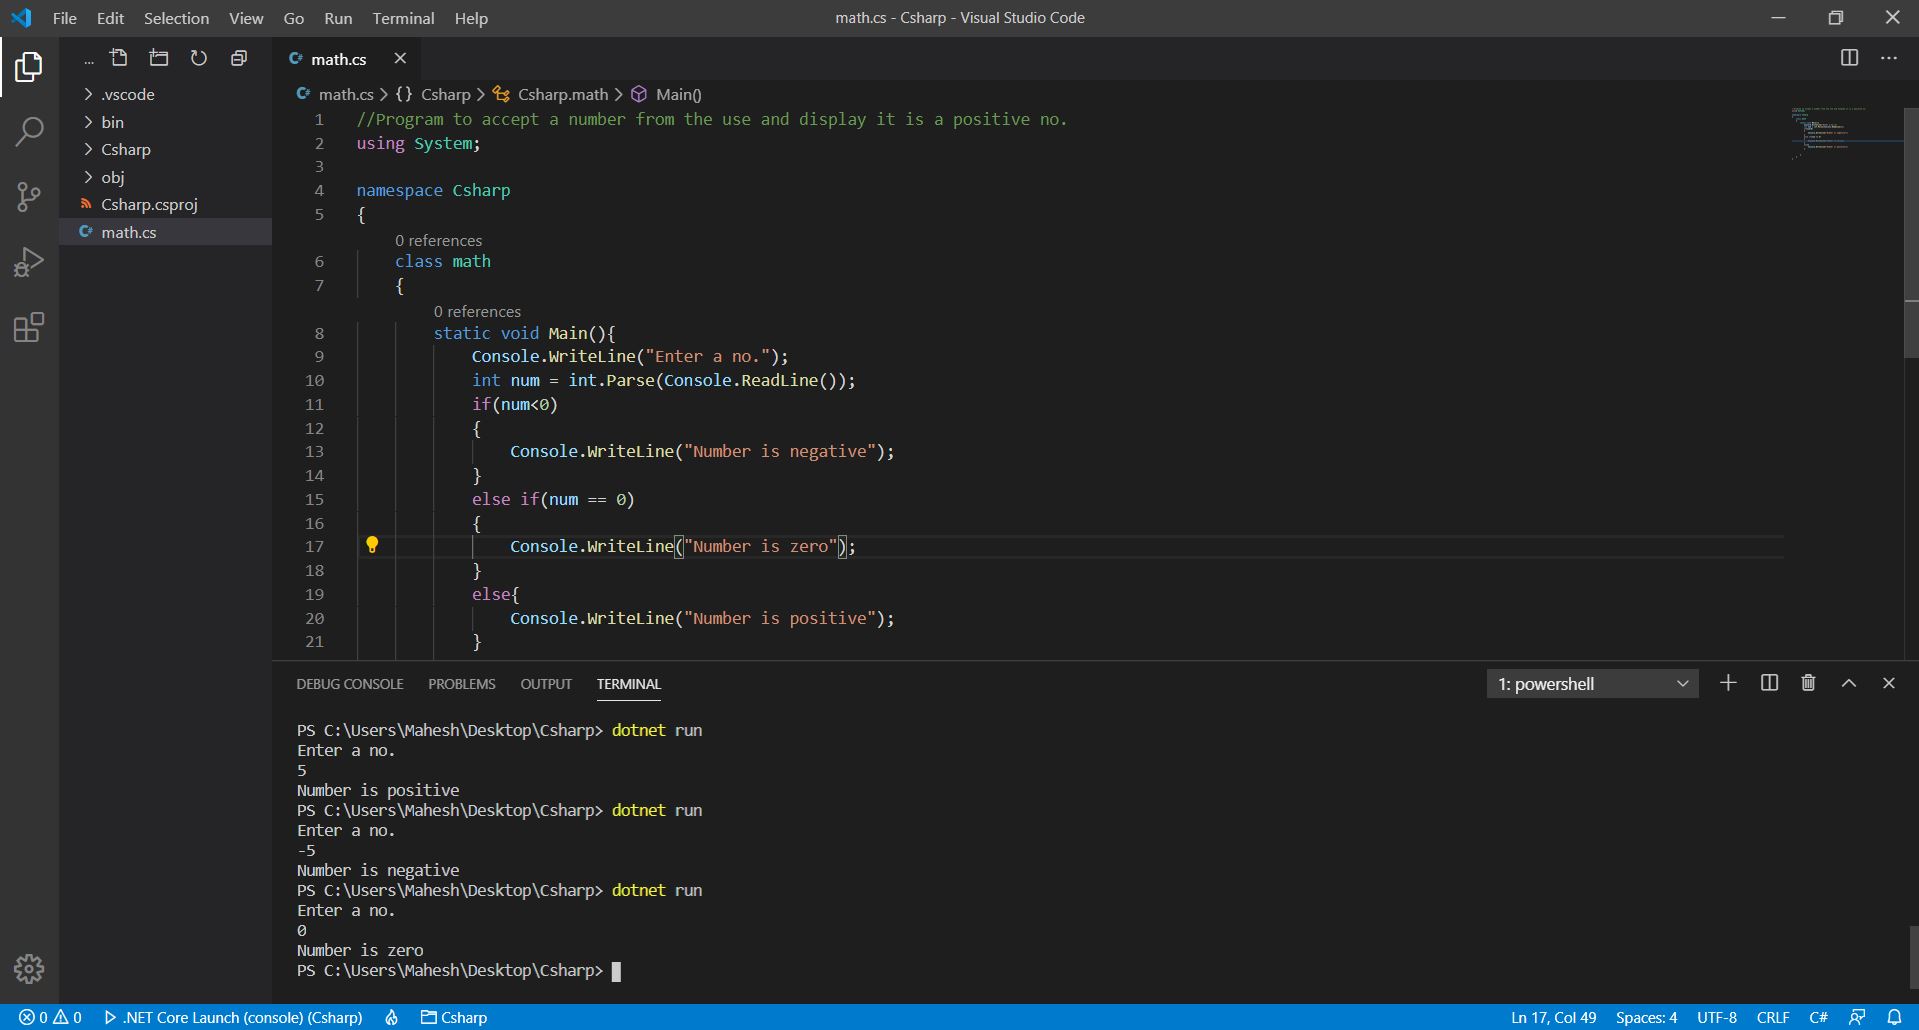 File Edit Selection View Go Run Terminal Help
math.cs - Csharp - Visual Studio Code
...
.vscode
bin
Csharp
obj
Csharp.csproj
C# math.cs
C# math.cs
C# math.cs > {} Csharp > Csharp.math > Main()
1 //Program to accept a number from the use and display it is a positive no.
2 using System;
3
4 namespace Csharp
5 {
0 references
6 class math
7 {
0 references
8 static void Main(){
9 Console.WriteLine("Enter a no.");
10 int num = int.Parse(Console.ReadLine());
11 if(num<0)
12 {
13 Console.WriteLine("Number is negative");
14 }
15 else if(num == 0)
16 {
17 Console.WriteLine("Number is zero");
18 }
19 else{
20 Console.WriteLine("Number is positive");
21 }
DEBUG CONSOLE PROBLEMS OUTPUT TERMINAL
1: powershell
PS C:\Users\Mahesh\Desktop\Csharp> dotnet run
Enter a no.
5
Number is positive
PS C:\Users\Mahesh\Desktop\Csharp> dotnet run
Enter a no.
-5
Number is negative
PS C:\Users\Mahesh\Desktop\Csharp> dotnet run
Enter a no.
0
Number is zero
PS C:\Users\Mahesh\Desktop\Csharp>
0 0 .NET Core Launch (console) (Csharp) Csharp
Ln 17, Col 49 Spaces: 4 UTF-8 CRLF C#